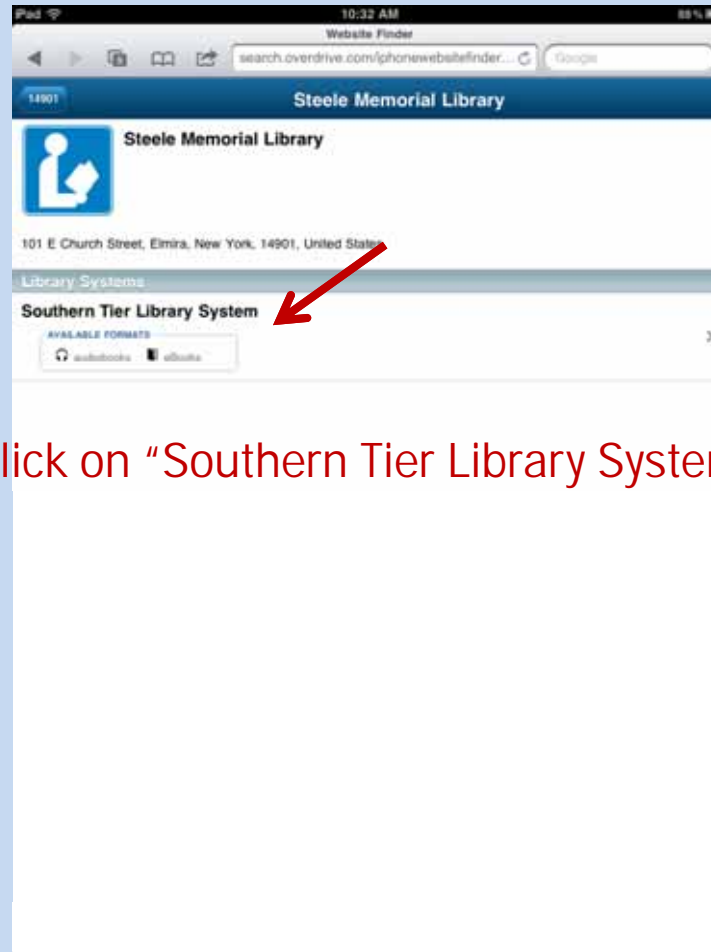 iPad 10:32 AM 88%
Website Finder
search.overdrive.com/iphonewebsitefinder... Google
14901 Steele Memorial Library
Steele Memorial Library
101 E Church Street, Elmira, New York, 14901, United States
Library Systems
Southern Tier Library System
AVAILABLE FORMATS
audiobooks eBooks
lick on “Southern Tier Library System